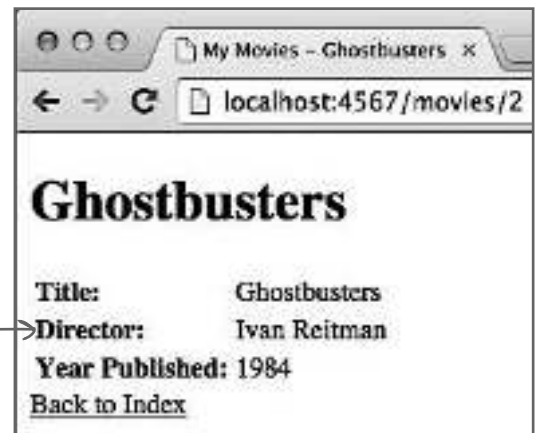 My Movies – Ghostbusters ×
localhost:4567/movies/2
Ghostbusters
Title: Ghostbusters
Director: Ivan Reitman
Year Published: 1984
Back to Index